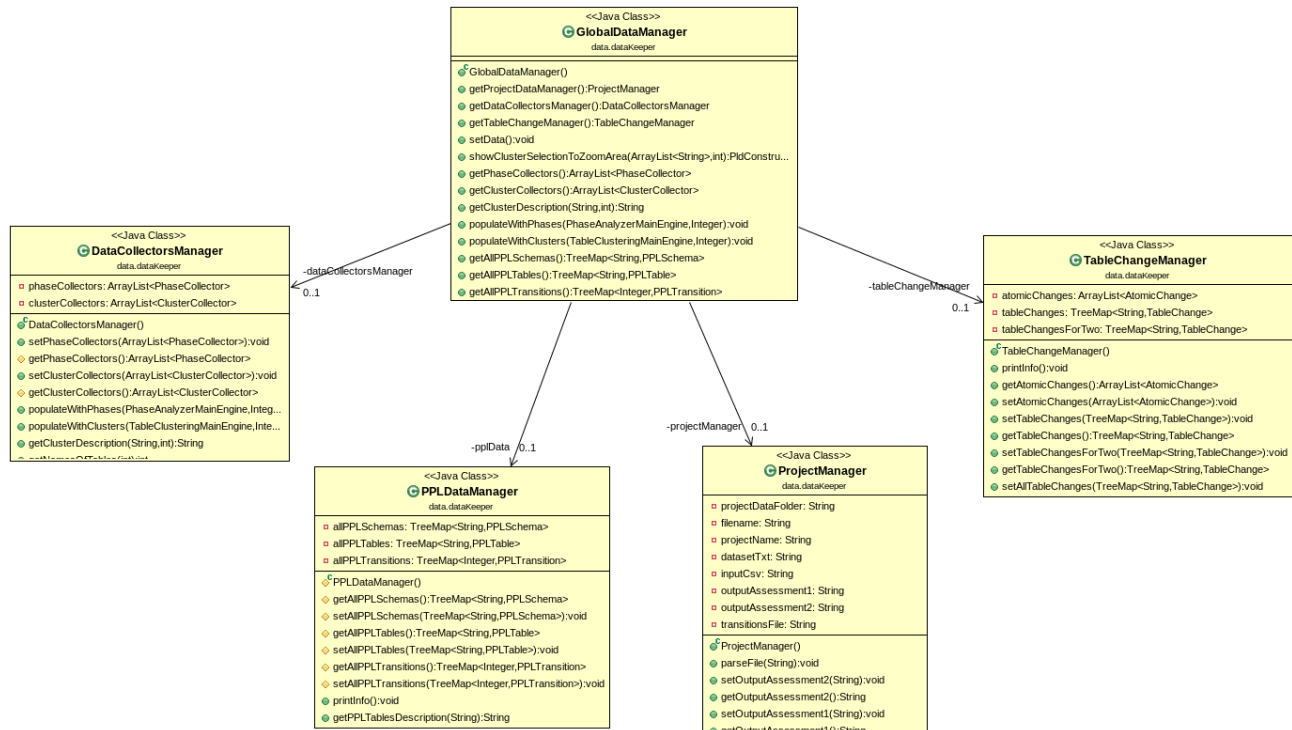 <<Java Class>>
GlobalDataManager
data.dataKeeper
GlobalDataManager()
getProjectDataManager():ProjectManager
getDataCollectorsManager():DataCollectorsManager
getTableChangeManager():TableChangeManager
setData():void
showClusterSelectionToZoomArea(ArrayList<String>,int):PldConstru...
getPhaseCollectors():ArrayList<PhaseCollector>
getClusterCollectors():ArrayList<ClusterCollector>
getClusterDescription(String,int):String
populateWithPhases(PhaseAnalyzerMainEngine,Integer):void
populateWithClusters(TableClusteringMainEngine,Integer):void
getAllPPLSchemas():TreeMap<String,PPLSchema>
getAllPPLTables():TreeMap<String,PPLTable>
getAllPPLTransitions():TreeMap<Integer,PPLTransition>
-dataCollectorsManager
0..1
-pplData
0..1
-projectManager
0..1
-tableChangeManager
0..1
<<Java Class>>
DataCollectorsManager
data.dataKeeper
phaseCollectors: ArrayList<PhaseCollector>
clusterCollectors: ArrayList<ClusterCollector>
DataCollectorsManager()
setPhaseCollectors(ArrayList<PhaseCollector>):void
getPhaseCollectors():ArrayList<PhaseCollector>
setClusterCollectors(ArrayList<ClusterCollector>):void
getClusterCollectors():ArrayList<ClusterCollector>
populateWithPhases(PhaseAnalyzerMainEngine,Integ...
populateWithClusters(TableClusteringMainEngine,Inte...
getClusterDescription(String,int):String
<<Java Class>>
PPLDataManager
data.dataKeeper
allPPLSchemas: TreeMap<String,PPLSchema>
allPPLTables: TreeMap<String,PPLTable>
allPPLTransitions: TreeMap<Integer,PPLTransition>
PPLDataManager()
getAllPPLSchemas():TreeMap<String,PPLSchema>
setAllPPLSchemas(TreeMap<String,PPLSchema>):void
getAllPPLTables():TreeMap<String,PPLTable>
setAllPPLTables(TreeMap<String,PPLTable>):void
getAllPPLTransitions():TreeMap<Integer,PPLTransition>
setAllPPLTransitions(TreeMap<Integer,PPLTransition>):void
printInfo():void
getPPLTablesDescription(String):String
<<Java Class>>
ProjectManager
data.dataKeeper
projectDataFolder: String
filename: String
projectName: String
datasetTxt: String
inputCsv: String
outputAssessment1: String
outputAssessment2: String
transitionsFile: String
ProjectManager()
parseFile(String):void
setOutputAssessment2(String):void
getOutputAssessment2():String
setOutputAssessment1(String):void
getOutputAssessment1():String
<<Java Class>>
TableChangeManager
data.dataKeeper
atomicChanges: ArrayList<AtomicChange>
tableChanges: TreeMap<String,TableChange>
tableChangesForTwo: TreeMap<String,TableChange>
TableChangeManager()
printInfo():void
getAtomicChanges():ArrayList<AtomicChange>
setAtomicChanges(ArrayList<AtomicChange>):void
setTableChanges(TreeMap<String,TableChange>):void
getTableChanges():TreeMap<String,TableChange>
setTableChangesForTwo(TreeMap<String,TableChange>):void
getTableChangesForTwo():TreeMap<String,TableChange>
setAllTableChanges(TreeMap<String,TableChange>):void